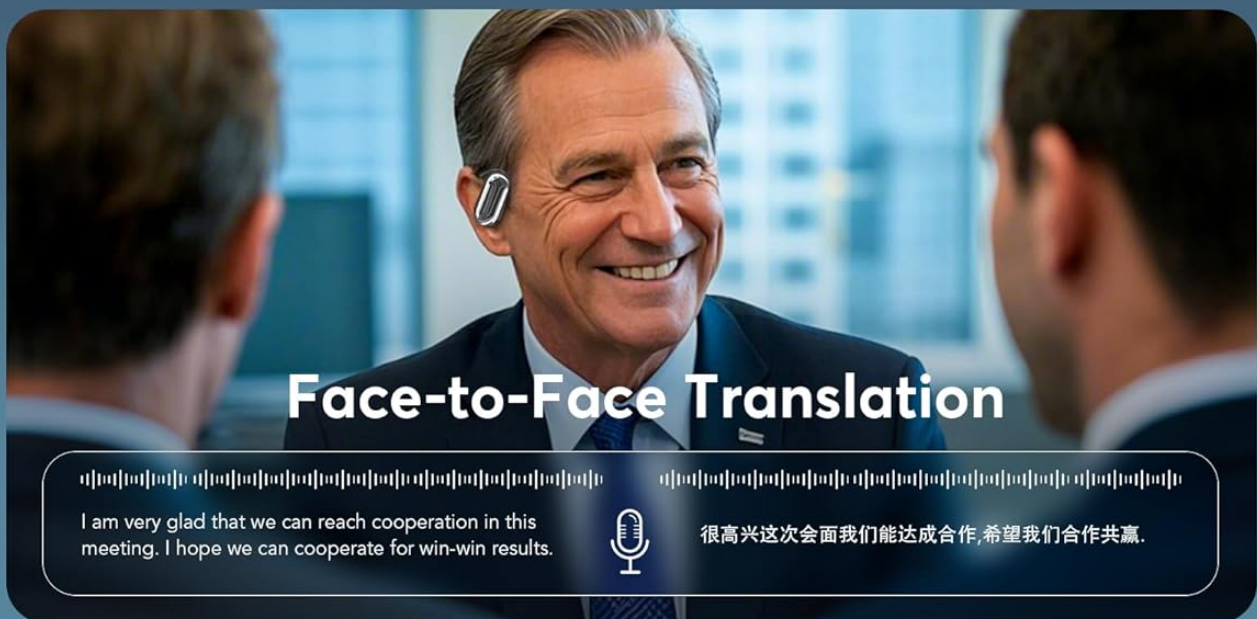 Face-to-Face Translation
I am very glad that we can reach cooperation in this
meeting. I hope we can cooperate for win-win results.
很高兴这次会面我们能达成合作,希望我们合作共赢.